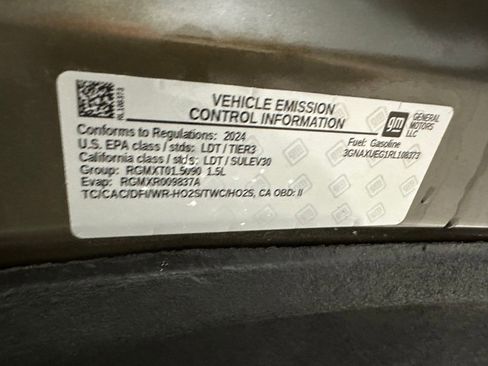 VEHICLE EMISSION
CONTROL INFORMATION
gm GENERAL MOTORS LLC
RL108373
Conforms to Regulations: 2024
U.S. EPA class / stds: LDT / TIER3
California class / stds: LDT / SULEV30
Group: RGMXT01.5090 1.5L
Evap: RGMXR009837A
TC/CAC/DFI/WR-HO2S/TWC/HO2S, CA OBD: II
Fuel: Gasoline
3GNAXUEG1RL108373